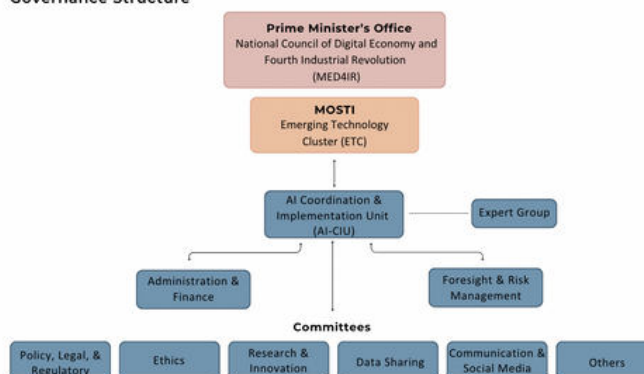 Governance Structure
Prime Minister's Office
National Council of Digital Economy and
Fourth Industrial Revolution
(MED4IR)
MOSTI
Emerging Technology
Cluster (ETC)
AI Coordination &
Implementation Unit
(AI-CIU)
Expert Group
Administration &
Finance
Foresight & Risk
Management
Committees
Policy, Legal, &
Regulatory
Ethics
Research &
Innovation
Data Sharing
Communication &
Social Media
Others